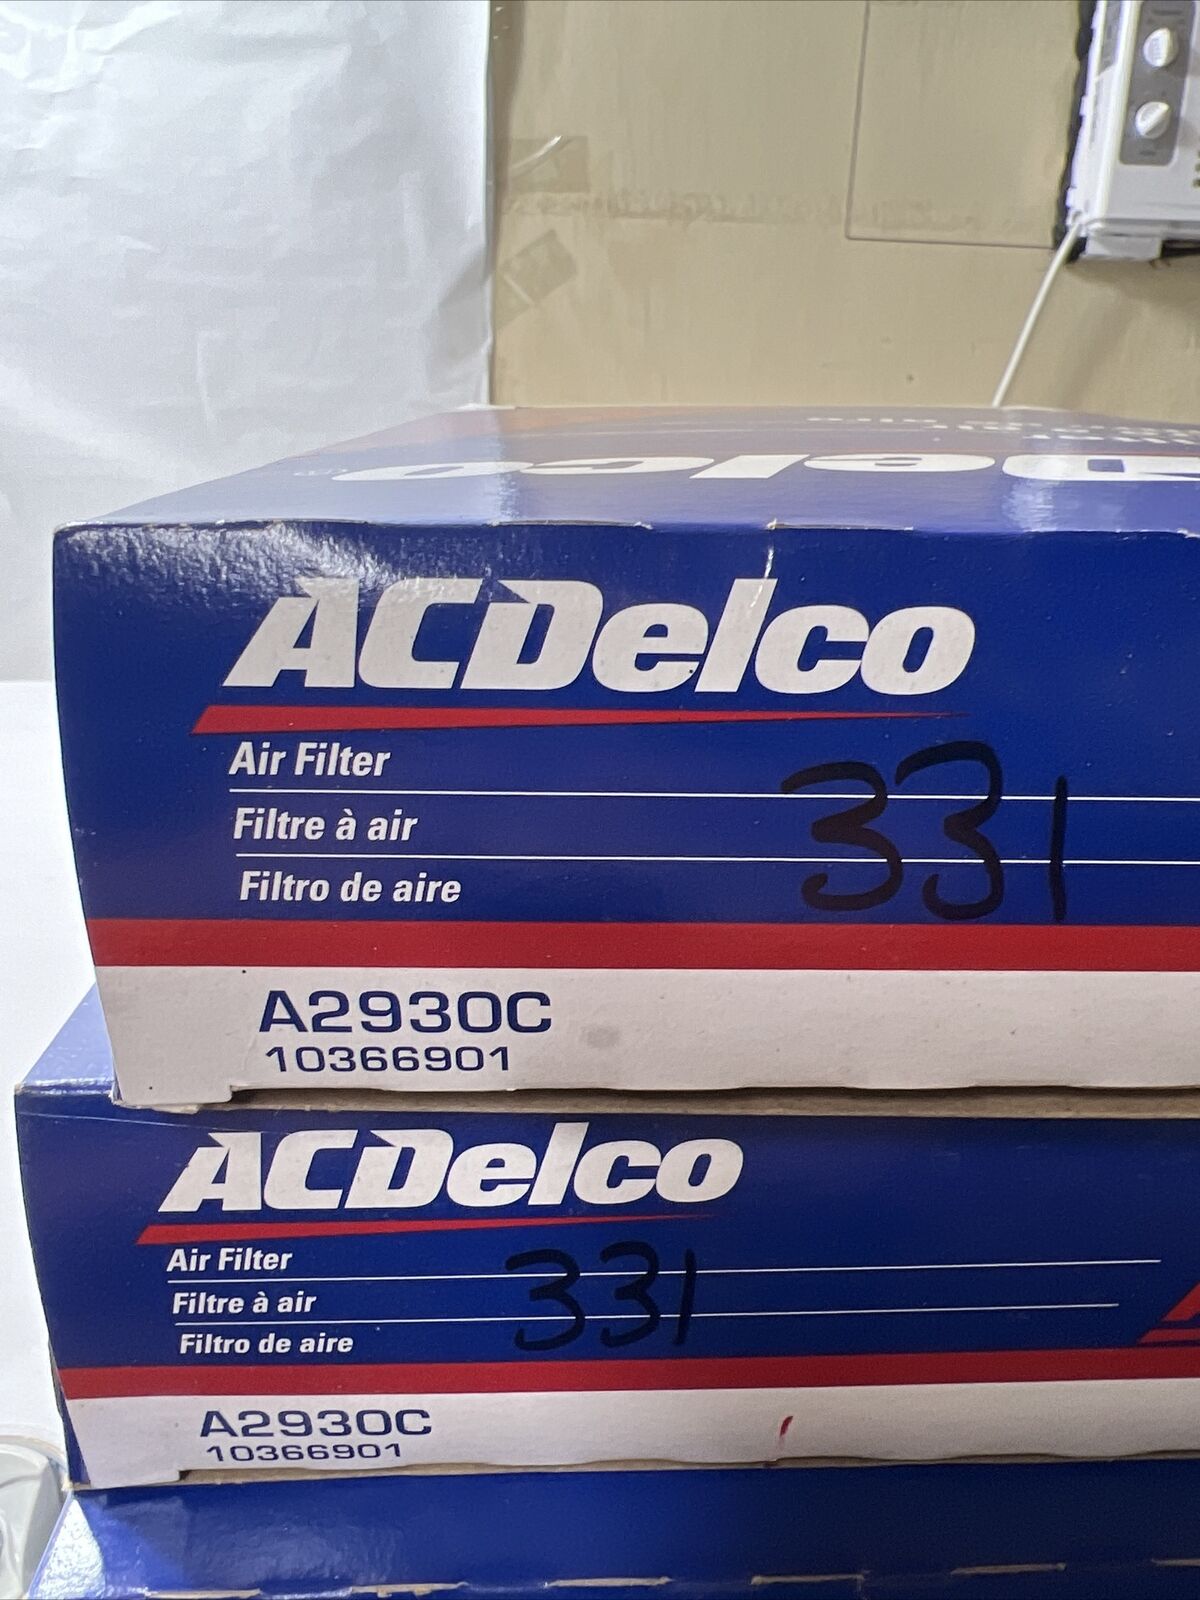 Delco
ACDelco
Air Filter
Filtre à air
Filtro de aire
331
A2930C
10366901
ACDelco
Air Filter
Filtre à air
Filtro de aire
331
A2930C
10366901